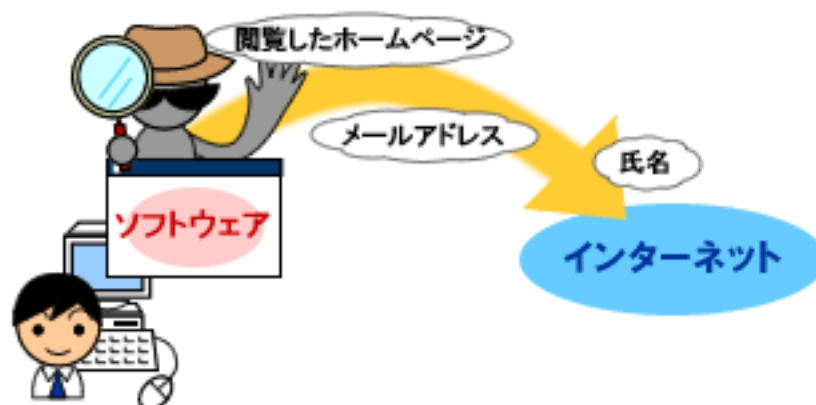 閲覧したホームページ
メールアドレス
氏名
ソフトウェア
インターネット